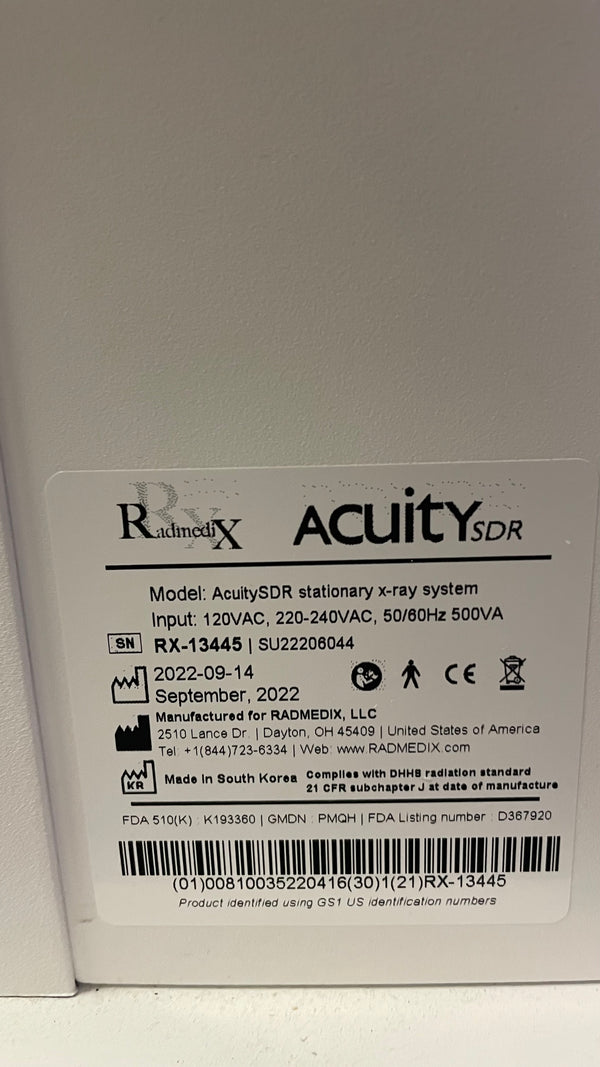 RadmediX
ACUITY SDR
Model: AcuitySDR stationary x-ray system
Input: 120VAC, 220-240VAC, 50/60Hz 500VA
SN RX-13445 | SU22206044
2022-09-14
September, 2022
CE
Manufactured for RADMEDIX, LLC
2510 Lance Dr. | Dayton, OH 45409 | United States of America
Tel: +1(844)723-6334 | Web: www.RADMEDIX.com
KR Made In South Korea
Complies with DHHS radiation standard
21 CFR subchapter J at date of manufacture
FDA 510(K) : K193360 | GMDN : PMQH | FDA Listing number : D367920
(01)00810035220416(30)1(21)RX-13445
Product identified using GS1 US identification numbers